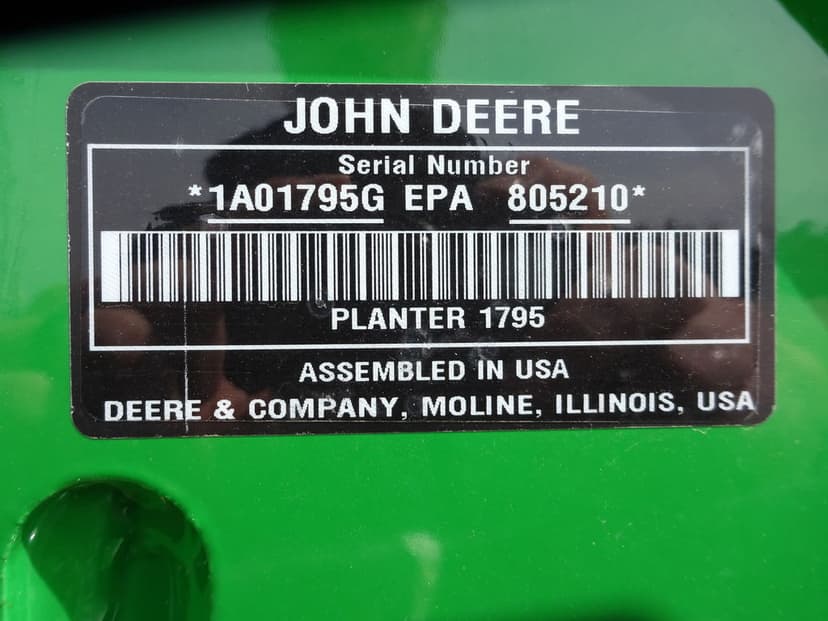 JOHN DEERE
Serial Number
*1A01795G EPA 805210*
PLANTER 1795
ASSEMBLED IN USA
DEERE & COMPANY, MOLINE, ILLINOIS, USA